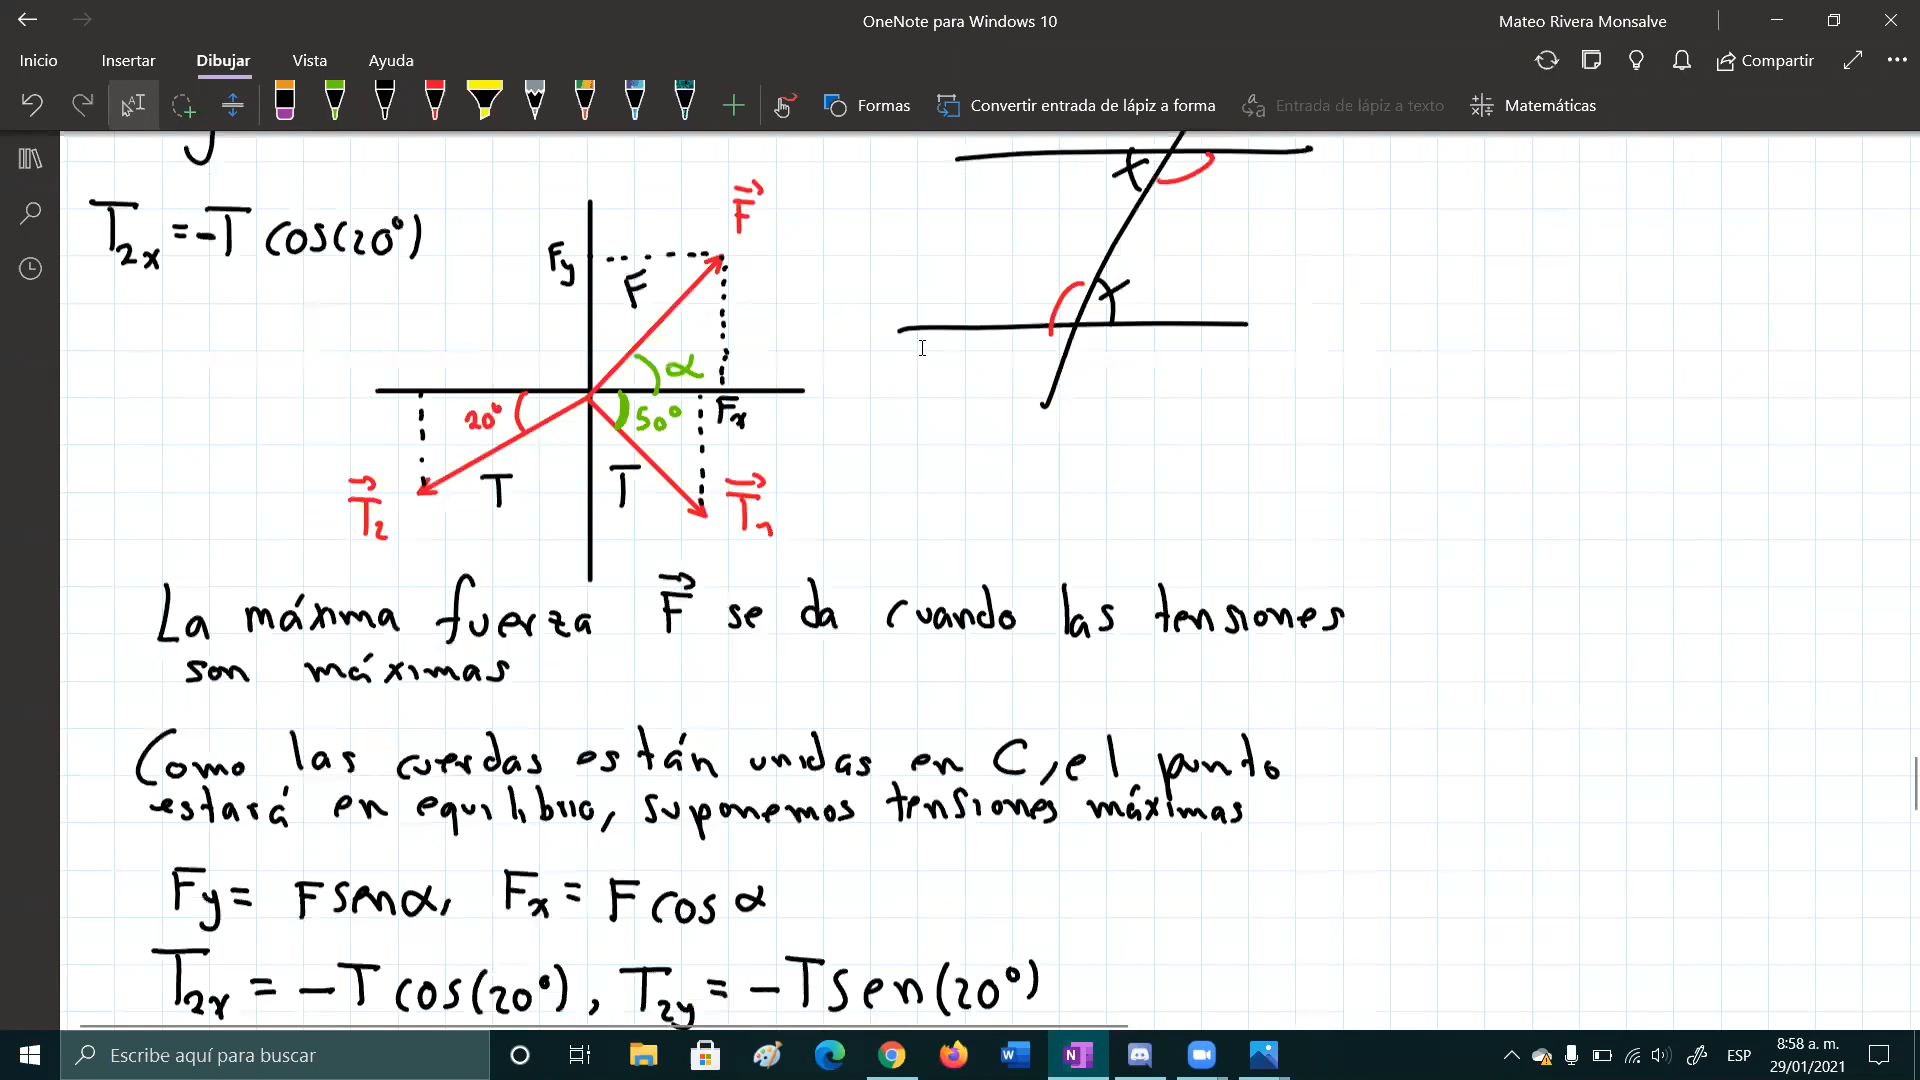 OneNote para Windows 10
Mateo Rivera Monsalve
Inicio Insertar Dibujar Vista Ayuda
Compartir
Formas
Convertir entrada de lápiz a forma
Entrada de lápiz a texto
Matemáticas
T2x = -T cos(20°)
F
Fy
F
α
20°
50°
Fx
T2
T
T
T1
x
x
La máxima fuerza F se da cuando las tensiones
son máximas
Como las cuerdas están unidas en C, el punto
estará en equilibrio, suponemos tensiones máximas
Fy = F senα, Fx = F cos α
T2x = -T cos(20°), T2y = -T sen(20°)
Escribe aquí para buscar
ESP
8:58 a. m.
29/01/2021